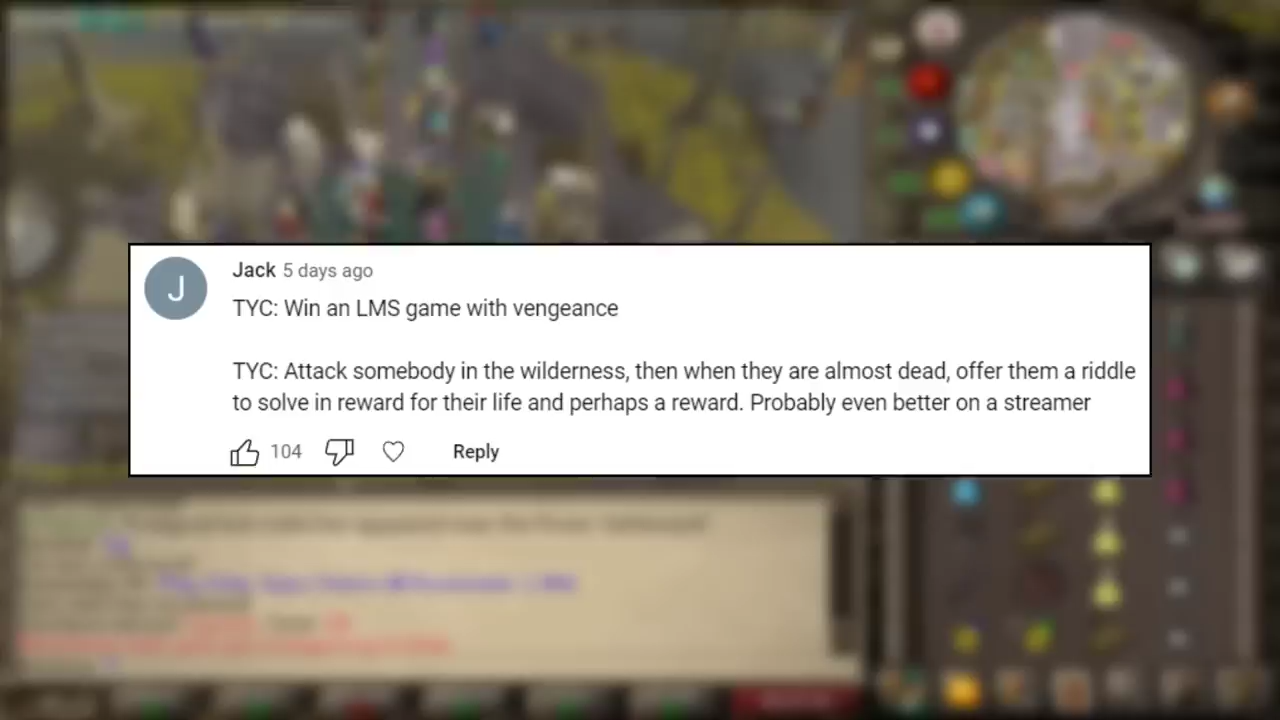 J
Jack 5 days ago
TYC: Win an LMS game with vengeance
TYC: Attack somebody in the wilderness, then when they are almost dead, offer them a riddle
to solve in reward for their life and perhaps a reward. Probably even better on a streamer
104 Reply